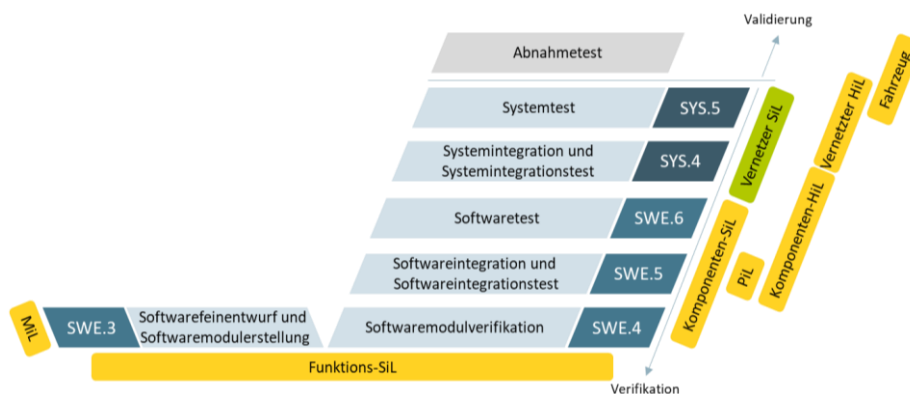 Validierung
Abnahmetest
Systemtest
SYS.5
Systemintegration und
Systemintegrationstest
SYS.4
Softwaretest
SWE.6
Softwareintegration und
Softwareintegrationstest
SWE.5
MiL
SWE.3
Softwarefeinentwurf und
Softwaremodulerstellung
Softwaremodulverifikation
SWE.4
Funktions-SiL
Verifikation
Komponenten-SiL
Vernetzer SiL
PiL
Komponenten-HiL
Vernetzter HiL
Fahrzeug